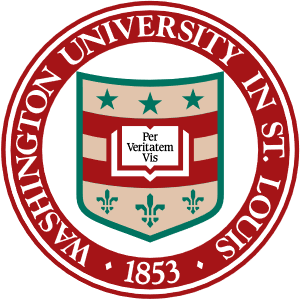 WASHINGTON UNIVERSITY IN ST. LOUIS
Per
Veritatem
Vis
· 1853 ·